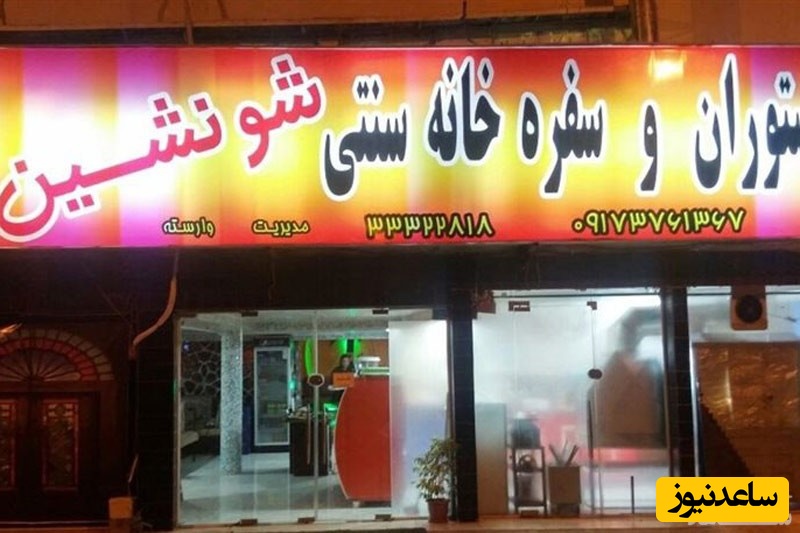 ستوران و سفره خانه سنتی شونشین
۰۹۱۷۳۷۶۱۳۶۷ ۳۳۳۲۲۸۱۸ مدیریت وارسته
ساعدنیوز